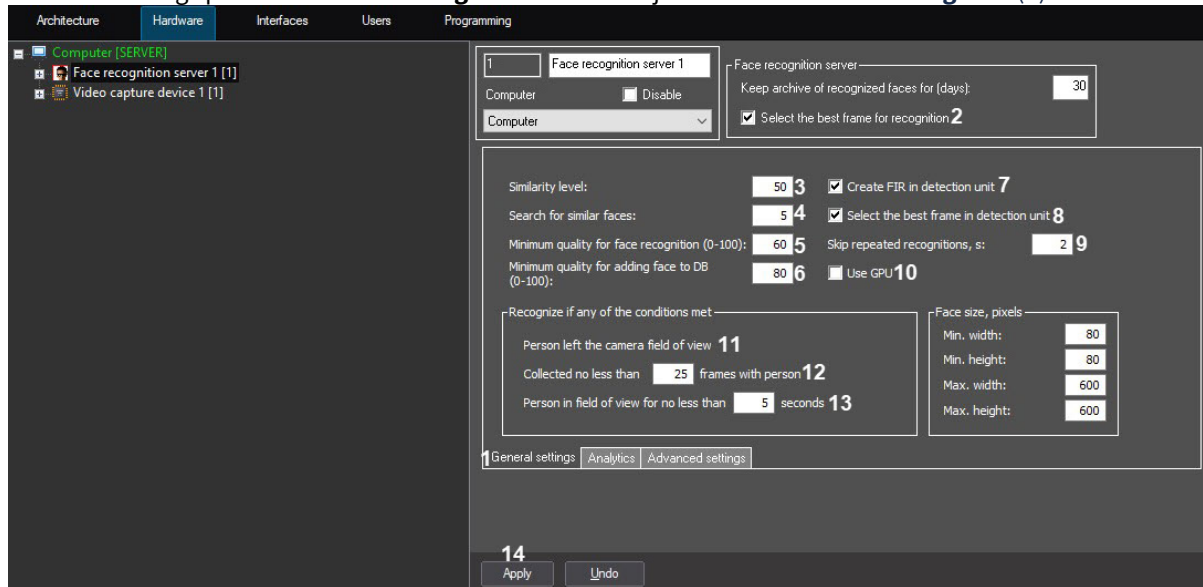 Architecture Hardware Interfaces Users Programming
Computer [SERVER]
Face recognition server 1 [1]
Video capture device 1 [1]
1 Face recognition server 1
Computer Disable
Computer
Face recognition server
Keep archive of recognized faces for (days): 30
Select the best frame for recognition 2
Similarity level: 50 3 Create FIR in detection unit 7
Search for similar faces: 5 4 Select the best frame in detection unit 8
Minimum quality for face recognition (0-100): 60 5 Skip repeated recognitions, s: 2 9
Minimum quality for adding face to DB
(0-100): 80 6 Use GPU 10
Recognize if any of the conditions met
Person left the camera field of view 11
Collected no less than 25 frames with person 12
Person in field of view for no less than 5 seconds 13
Face size, pixels
Min. width: 80
Min. height: 80
Max. width: 600
Max. height: 600
1 General settings Analytics Advanced settings
14
Apply Undo